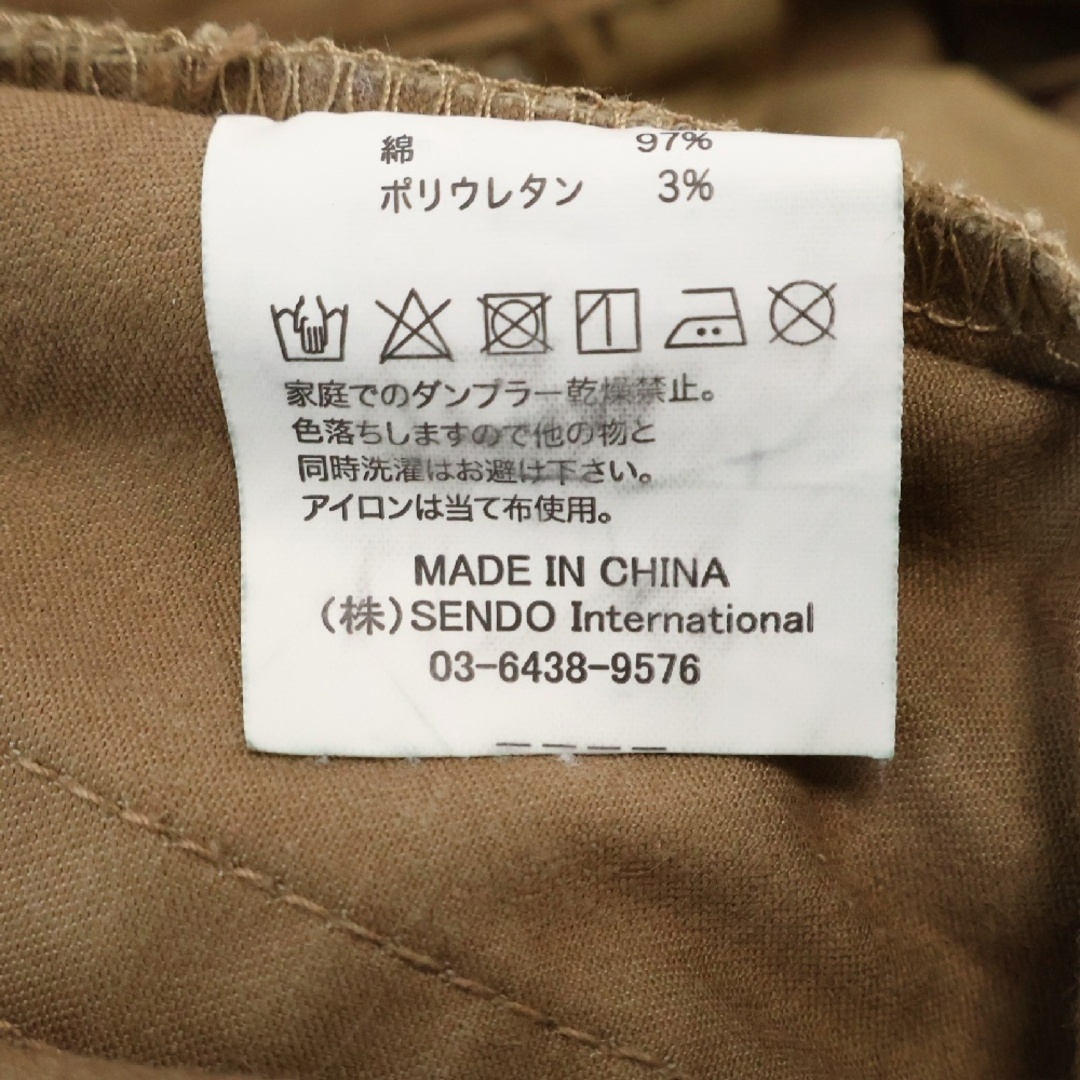 綿 97%
ポリウレタン 3%
家庭でのダンプラー乾燥禁止。
色落ちしますので他の物と
同時洗濯はお避け下さい。
アイロンは当て布使用。
MADE IN CHINA
(株)SENDO International
03-6438-9576